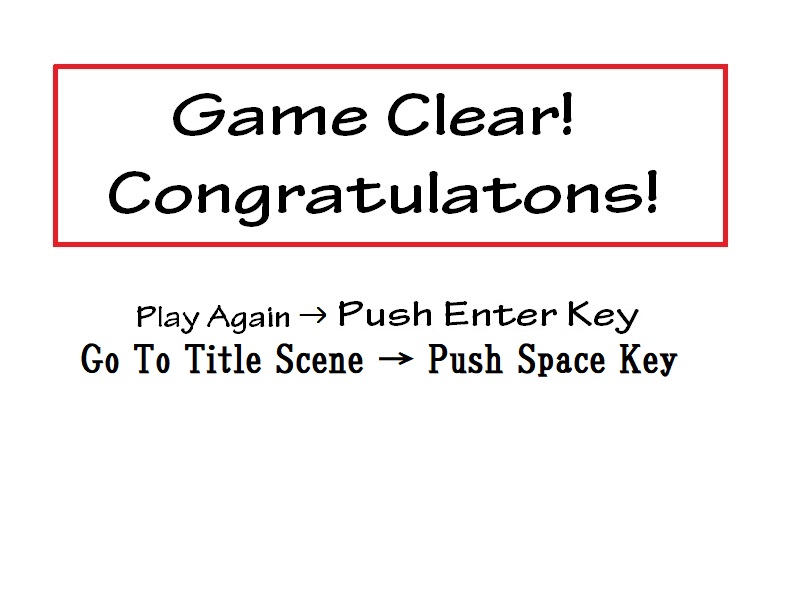 Game Clear!
Congratulatons!
Play Again → Push Enter Key
Go To Title Scene → Push Space Key